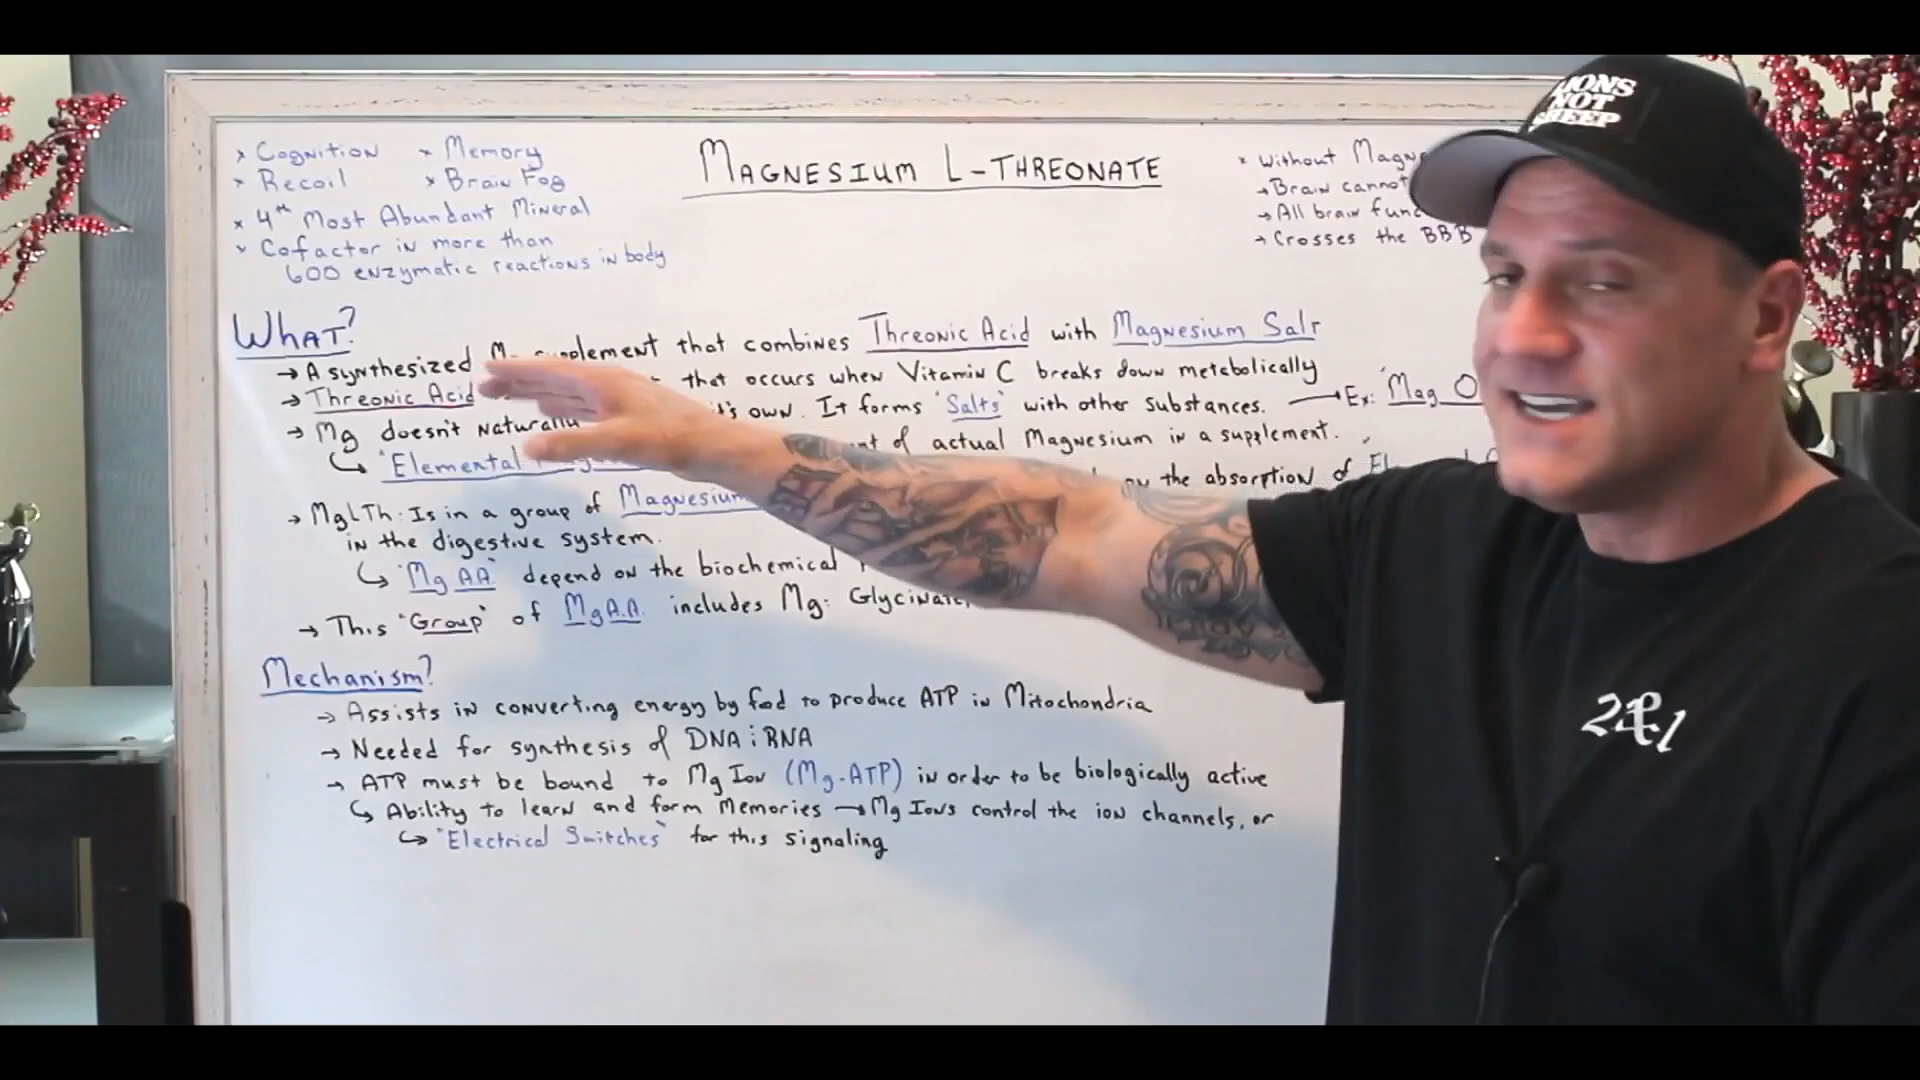 MAGNESIUM L-THREONATE
x Cognition x Memory
x Recoil x Brain Fog
x 4th Most Abundant Mineral
x Cofactor in more than
600 enzymatic reactions in body
x Without
→ Brain cannot
→ All brain
→ Crosses the BBB
WHAT?
→ A synthesized supplement that combines Threonic Acid with Magnesium Salt
→ Threonic Acid that occurs when Vitamin C breaks down metabolically
→ Mg doesn't Naturally it's own. It forms "Salts" with other substances. → Ex: "Mag
↳ "Elemental of actual Magnesium in a supplement.
the absorption of
→ MgLTh: Is in a group of Magnesium
in the digestive system.
↳ "Mg AA" depend on the biochemical
→ This "Group" of MgA.A. includes Mg: Glycinate,
Mechanism?
→ Assists in converting energy by food to produce ATP in Mitochondria
→ Needed for synthesis of DNA i RNA
→ ATP must be bound to Mg Ion (Mg-ATP) in order to be biologically active
↳ Ability to learn and form Memories → Mg Ions control the ion channels, or
↳ "Electrical Switches" for this signaling
LIONS
NOT
SHEEP